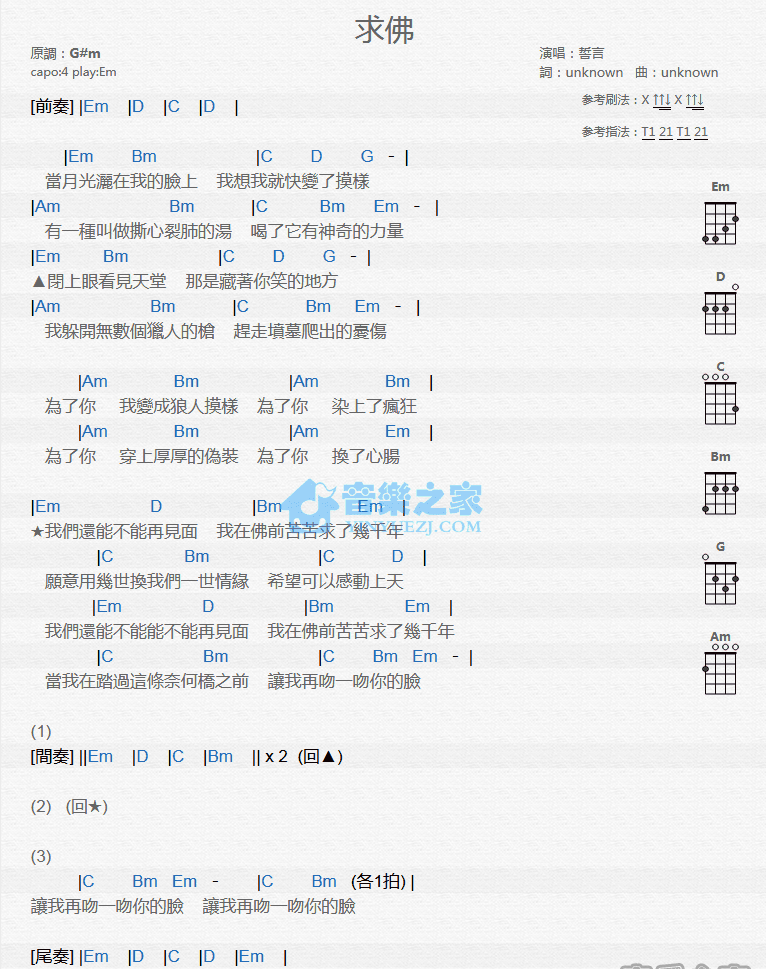 求佛
原調：G#m
演唱：誓言
capo:4 play:Em
詞：unknown 曲：unknown
参考刷法：X ↑↑↓ X ↑↑↓
[前奏] |Em |D |C |D |
参考指法：T1 21 T1 21
|Em Bm |C D G - |
當月光灑在我的臉上 我想我就快變了摸樣
Em
|Am Bm |C Bm Em - |
有一種叫做撕心裂肺的湯 喝了它有神奇的力量
|Em Bm |C D G - |
▲閉上眼看見天堂 那是藏著你笑的地方
D
|Am Bm |C Bm Em - |
我躲開無數個獵人的槍 趕走墳墓爬出的憂傷
C
|Am Bm |Am Bm |
為了你 我變成狼人摸樣 為了你 染上了瘋狂
|Am Bm |Am Em |
為了你 穿上厚厚的偽裝 為了你 換了心腸
Bm
音樂之家
YINYUEZJ.COM
|Em D |Bm Em |
★我們還能不能再見面 我在佛前苦苦求了幾千年
G
|C Bm |C D |
願意用幾世換我們一世情緣 希望可以感動上天
|Em D |Bm Em |
我們還能不能能不能再見面 我在佛前苦苦求了幾千年
Am
|C Bm |C Bm Em - |
當我在踏過這條奈何橋之前 讓我再吻一吻你的臉
(1)
[間奏] ||Em |D |C |Bm || x 2 (回▲)
(2) (回★)
(3)
|C Bm Em - |C Bm (各1拍) |
讓我再吻一吻你的臉 讓我再吻一吻你的臉
[尾奏] |Em |D |C |D |Em |